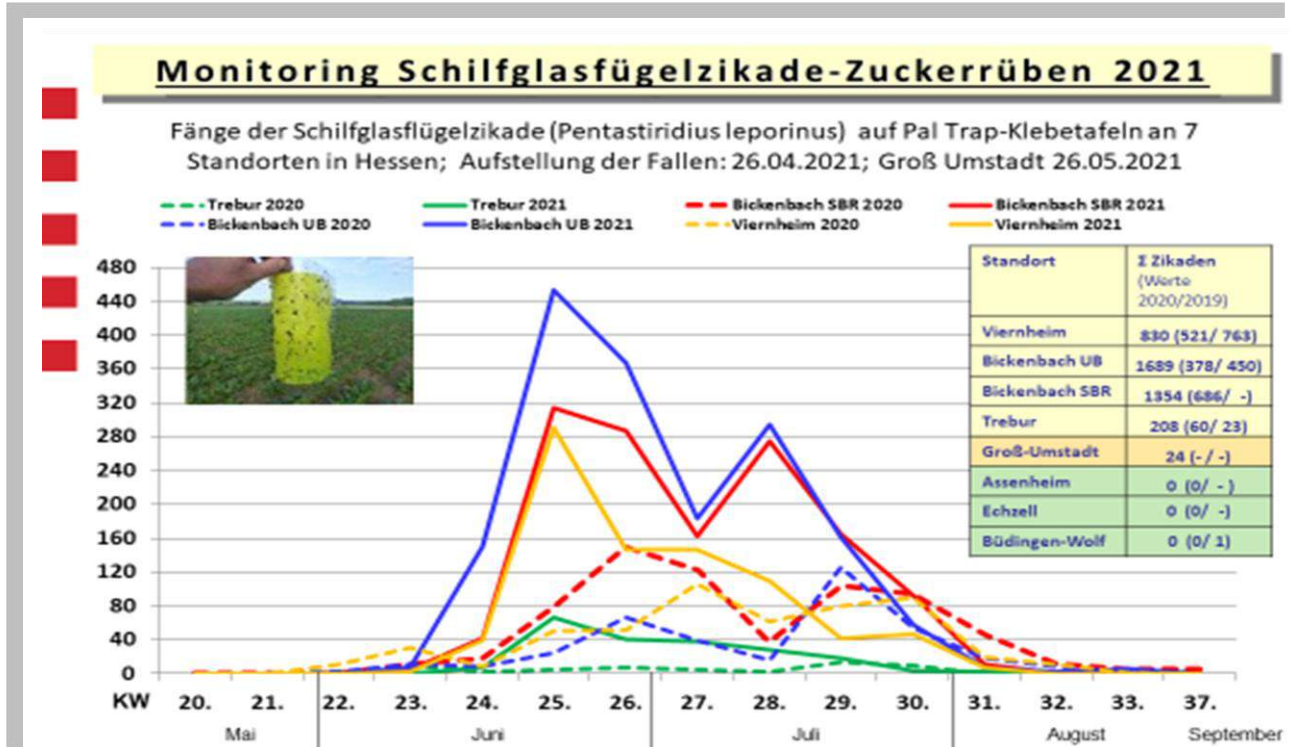 Monitoring Schilfglasfügelzikade-Zuckerrüben 2021
Fänge der Schilfglasflügelzikade (Pentastiridius leporinus) auf Pal Trap-Klebetafeln an 7
Standorten in Hessen; Aufstellung der Fallen: 26.04.2021; Groß Umstadt 26.05.2021
Trebur 2020 Trebur 2021 Bickenbach SBR 2020 Bickenbach SBR 2021
Bickenbach UB 2020 Bickenbach UB 2021 Viernheim 2020 Viernheim 2021
480
440
400
360
320
280
240
200
160
120
80
40
0
Standort Σ Zikaden
(Werte
2020/2019)
Viernheim 830 (521/ 763)
Bickenbach UB 1689 (378/ 450)
Bickenbach SBR 1354 (686/ -)
Trebur 208 (60/ 23)
Groß-Umstadt 24 (- / -)
Assenheim 0 (0/ - )
Echzell 0 (0/ -)
Büdingen-Wolf 0 (0/ 1)
KW 20. 21. 22. 23. 24. 25. 26. 27. 28. 29. 30. 31. 32. 33. 37.
Mai Juni Juli August September